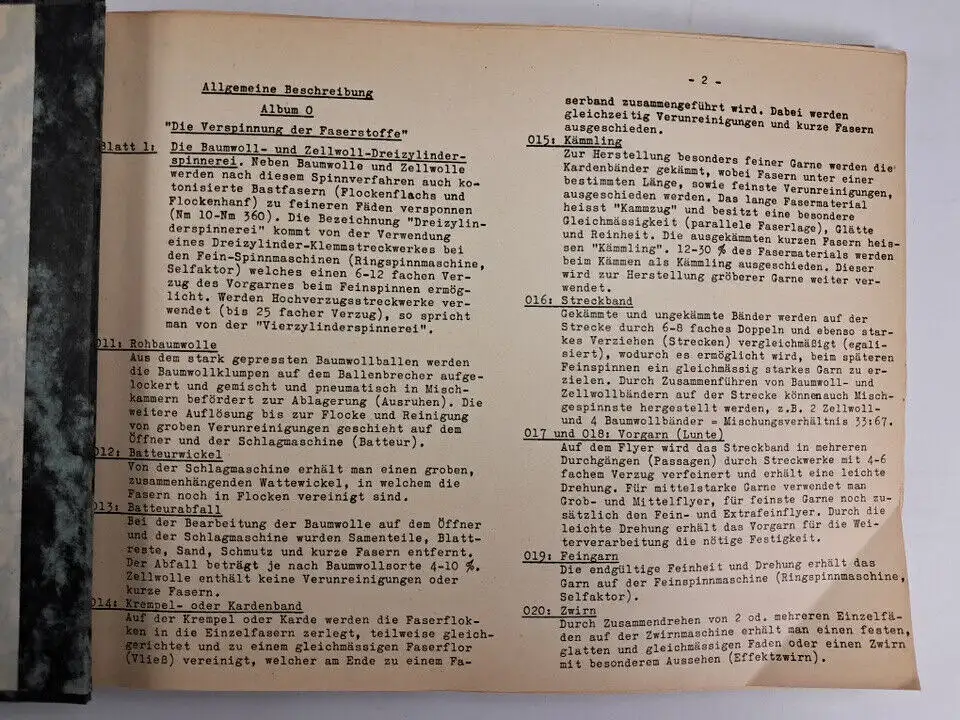 Allgemeine Beschreibung
Album O
"Die Verspinnung der Faserstoffe"
Blatt 1: Die Baumwoll- und Zellwoll-Dreizylinder-
spinnerei. Neben Baumwolle und Zellwolle
werden nach diesem Spinnverfahren auch ko-
tonisierte Bastfasern (Flockenflachs und
Flockenhanf) zu feineren Fäden versponnen
(Nm 10-Nm 360). Die Bezeichnung "Dreizylin-
derspinnerei" kommt von der Verwendung
eines Dreizylinder-Klemmstreckwerkes bei
den Fein-Spinnmaschinen (Ringspinnmaschine,
Selfaktor) welches einen 6-12 fachen Ver-
zug des Vorgarnes beim Feinspinnen ermög-
licht. Werden Hochverzugsstreckwerke ver-
wendet (bis 25 facher Verzug), so spricht
man von der "Vierzylinderspinnerei".
011: Rohbaumwolle
Aus dem stark gepressten Baumwollballen werden
die Baumwollklumpen auf dem Ballenbrecher aufge-
lockert und gemischt und pneumatisch in Misch-
kammern befördert zur Ablagerung (Ausruhen). Die
weitere Auflösung bis zur Flocke und Reinigung
von groben Verunreinigungen geschieht auf dem
Öffner und der Schlagmaschine (Batteur).
012: Batteurwickel
Von der Schlagmaschine erhält man einen groben,
zusammenhängenden Wattewickel, in welchem die
Fasern noch in Flocken vereinigt sind.
013: Batteurabfall
Bei der Bearbeitung der Baumwolle auf dem Öffner
und der Schlagmaschine wurden Samenteile, Blatt-
reste, Sand, Schmutz und kurze Fasern entfernt.
Der Abfall beträgt je nach Baumwollsorte 4-10 %.
Zellwolle enthält keine Verunreinigungen oder
kurze Fasern.
014: Krempel- oder Kardenband
Auf der Krempel oder Karde werden die Faserflok-
ken in die Einzelfasern zerlegt, teilweise gleich-
gerichtet und zu einem gleichmässigen Faserflor
(Vließ) vereinigt, welcher am Ende zu einem Fa-
- 2 -
serband zusammengeführt wird. Dabei werden
gleichzeitig Verunreinigungen und kurze Fasern
ausgeschieden.
015: Kämmling
Zur Herstellung besonders feiner Garne werden die
Kardenbänder gekämmt, wobei Fasern unter einer
bestimmten Länge, sowie feinste Verunreinigungen,
ausgeschieden werden. Das lange Fasermaterial
heisst "Kammzug" und besitzt eine besondere
Gleichmässigkeit (parallele Faserlage), Glätte
und Reinheit. Die ausgekämmten kurzen Fasern heis-
sen "Kämmling". 12-30 % des Fasermaterials werden
beim Kämmen als Kämmling ausgeschieden. Dieser
wird zur Herstellung gröberer Garne weiter ver-
wendet.
016: Streckband
Gekämmte und ungekämmte Bänder werden auf der
Strecke durch 6-8 faches Doppeln und ebenso star-
kes Verziehen (Strecken) vergleichmäßigt (egali-
siert), wodurch es ermöglicht wird, beim späteren
Feinspinnen ein gleichmässig starkes Garn zu er-
zielen. Durch Zusammenführen von Baumwoll- und
Zellwollbändern auf der Strecke könnenauch Misch-
gespinnste hergestellt werden, z.B. 2 Zellwoll-
und 4 Baumwollbänder = Mischungsverhältnis 33:67.
017 und 018: Vorgarn (Lunte)
Auf dem Flyer wird das Streckband in mehreren
Durchgängen (Passagen) durch Streckwerke mit 4-6
fachem Verzug verfeinert und erhält eine leichte
Drehung. Für mittelstarke Garne verwendet man
Grob- und Mittelflyer, für feinste Garne noch zu-
sätzlich den Fein- und Extrafeinflyer. Durch die
leichte Drehung erhält das Vorgarn für die Wei-
terverarbeitung die nötige Festigkeit.
019: Feingarn
Die endgültige Feinheit und Drehung erhält das
Garn auf der Feinspinnmaschine (Ringspinnmaschine,
Selfaktor).
020: Zwirn
Durch Zusammendrehen von 2 od. mehreren Einzelfä-
den auf der Zwirnmaschine erhält man einen festen,
glatten und gleichmässigen Faden oder einen Zwirn
mit besonderem Aussehen (Effektzwirn).